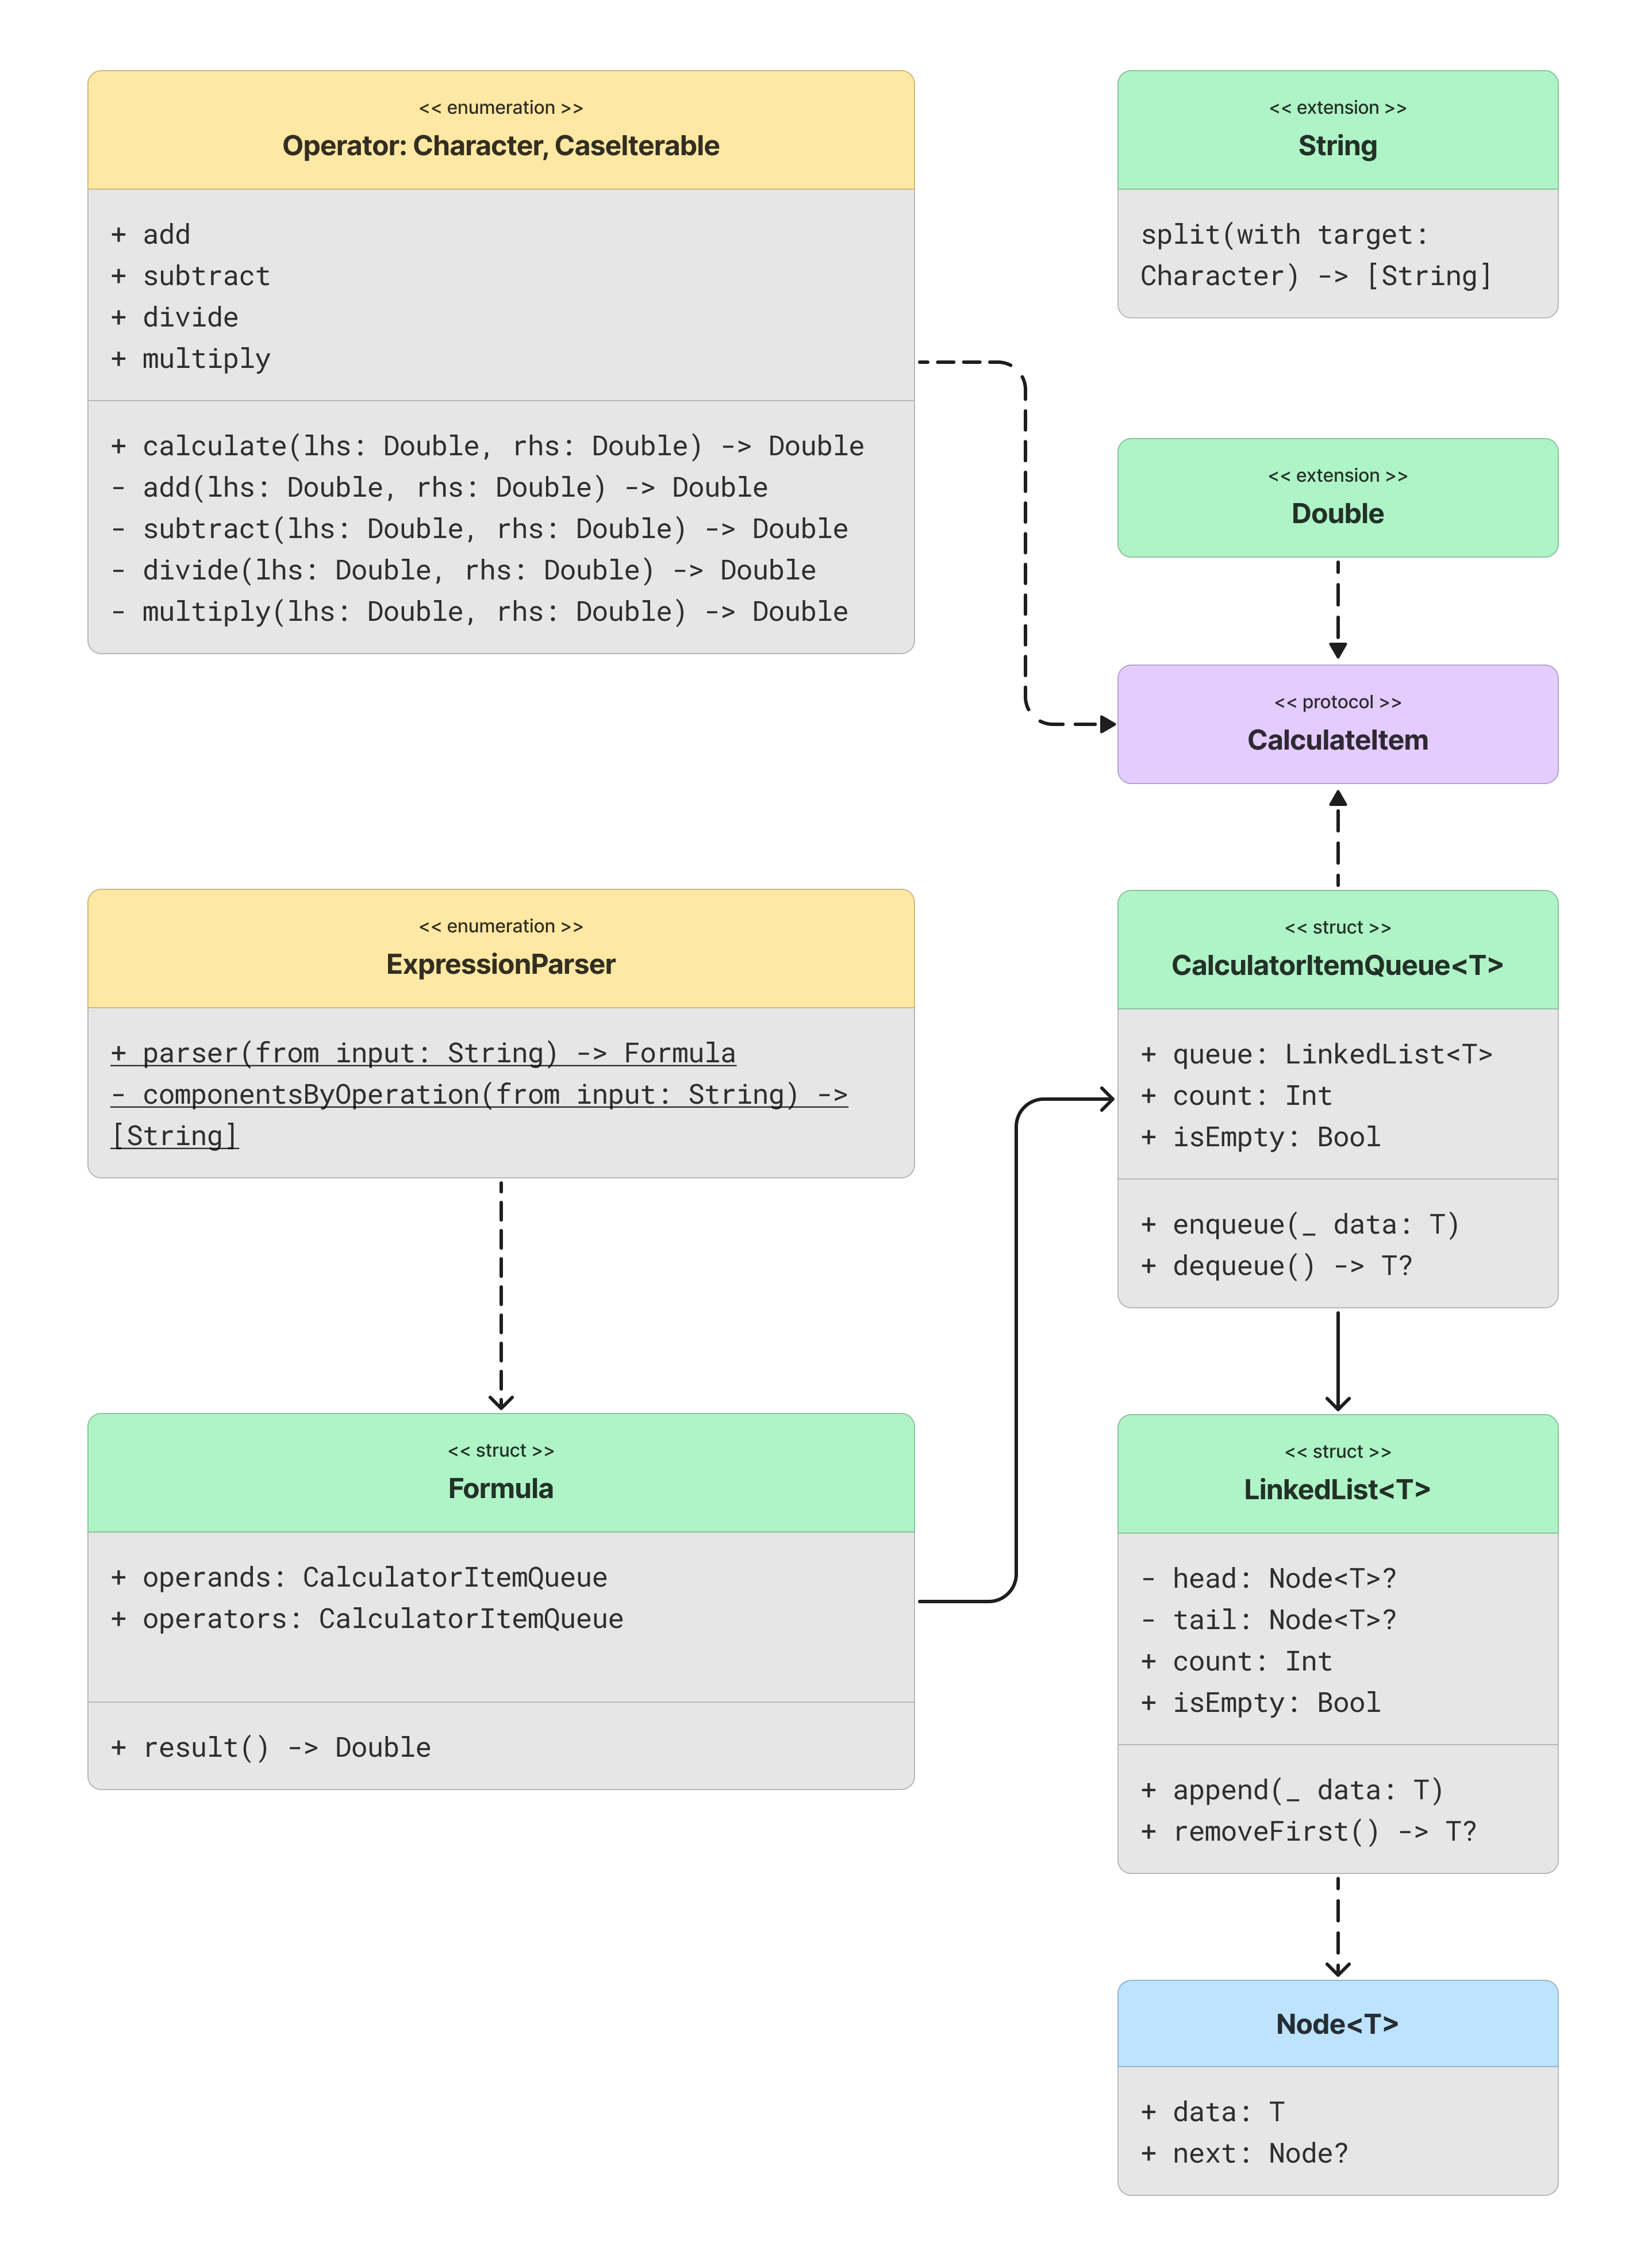 << enumeration >>
Operator: Character, CaseIterable
+ add
+ subtract
+ divide
+ multiply
+ calculate(lhs: Double, rhs: Double) -> Double
- add(lhs: Double, rhs: Double) -> Double
- subtract(lhs: Double, rhs: Double) -> Double
- divide(lhs: Double, rhs: Double) -> Double
- multiply(lhs: Double, rhs: Double) -> Double
<< extension >>
String
split(with target:
Character) -> [String]
<< extension >>
Double
<< protocol >>
CalculateItem
<< enumeration >>
ExpressionParser
+ parser(from input: String) -> Formula
- componentsByOperation(from input: String) ->
[String]
<< struct >>
CalculatorItemQueue<T>
+ queue: LinkedList<T>
+ count: Int
+ isEmpty: Bool
+ enqueue(_ data: T)
+ dequeue() -> T?
<< struct >>
Formula
+ operands: CalculatorItemQueue
+ operators: CalculatorItemQueue
+ result() -> Double
<< struct >>
LinkedList<T>
- head: Node<T>?
- tail: Node<T>?
+ count: Int
+ isEmpty: Bool
+ append(_ data: T)
+ removeFirst() -> T?
Node<T>
+ data: T
+ next: Node?